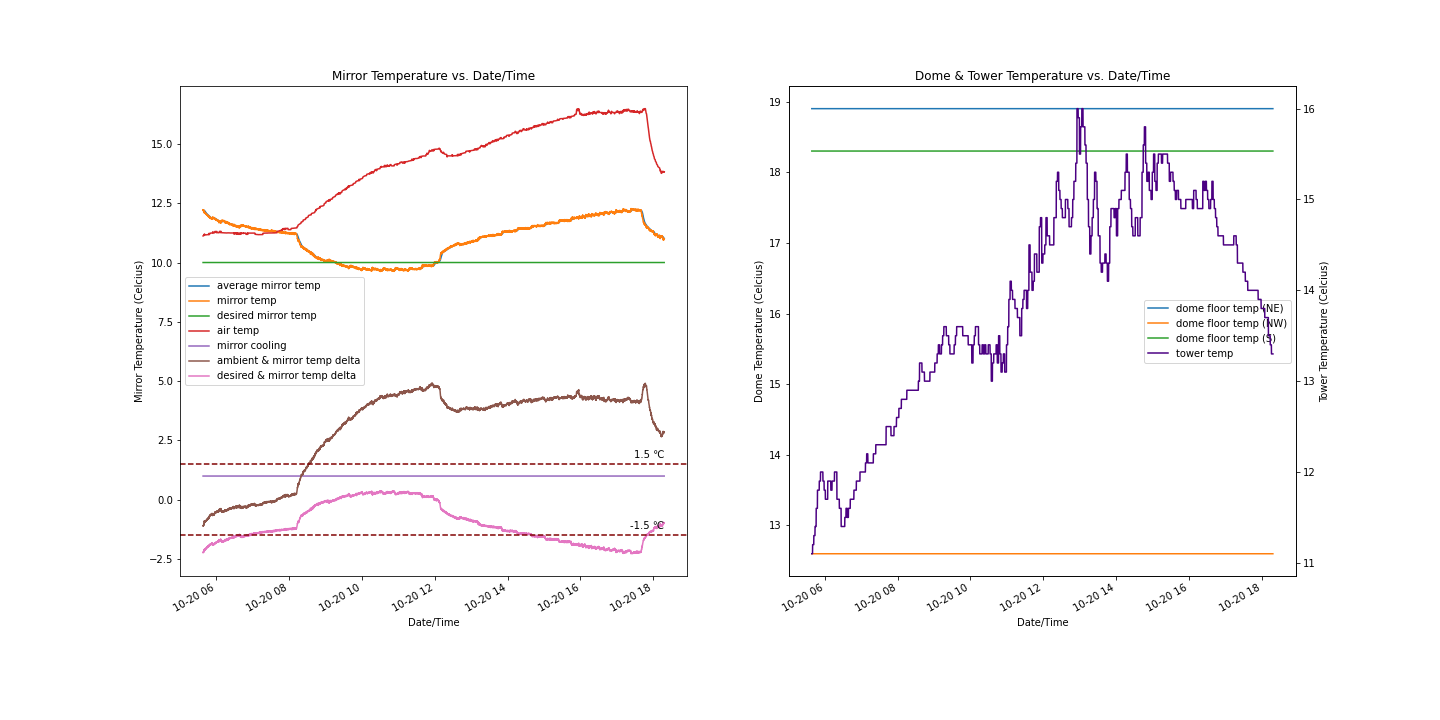 Mirror Temperature vs. Date/Time
Mirror Temperature (Celcius)
15.0
12.5
10.0
7.5
5.0
2.5
0.0
−2.5
average mirror temp
mirror temp
desired mirror temp
air temp
mirror cooling
ambient & mirror temp delta
desired & mirror temp delta
1.5 °C
-1.5 °C
10-20 06
10-20 08
10-20 10
10-20 12
10-20 14
10-20 16
10-20 18
Date/Time
Dome & Tower Temperature vs. Date/Time
Dome Temperature (Celcius)
19
18
17
16
15
14
13
dome floor temp (NE)
dome floor temp (NW)
dome floor temp (S)
tower temp
16
15
14
13
12
11
Tower Temperature (Celcius)
10-20 06
10-20 08
10-20 10
10-20 12
10-20 14
10-20 16
10-20 18
Date/Time